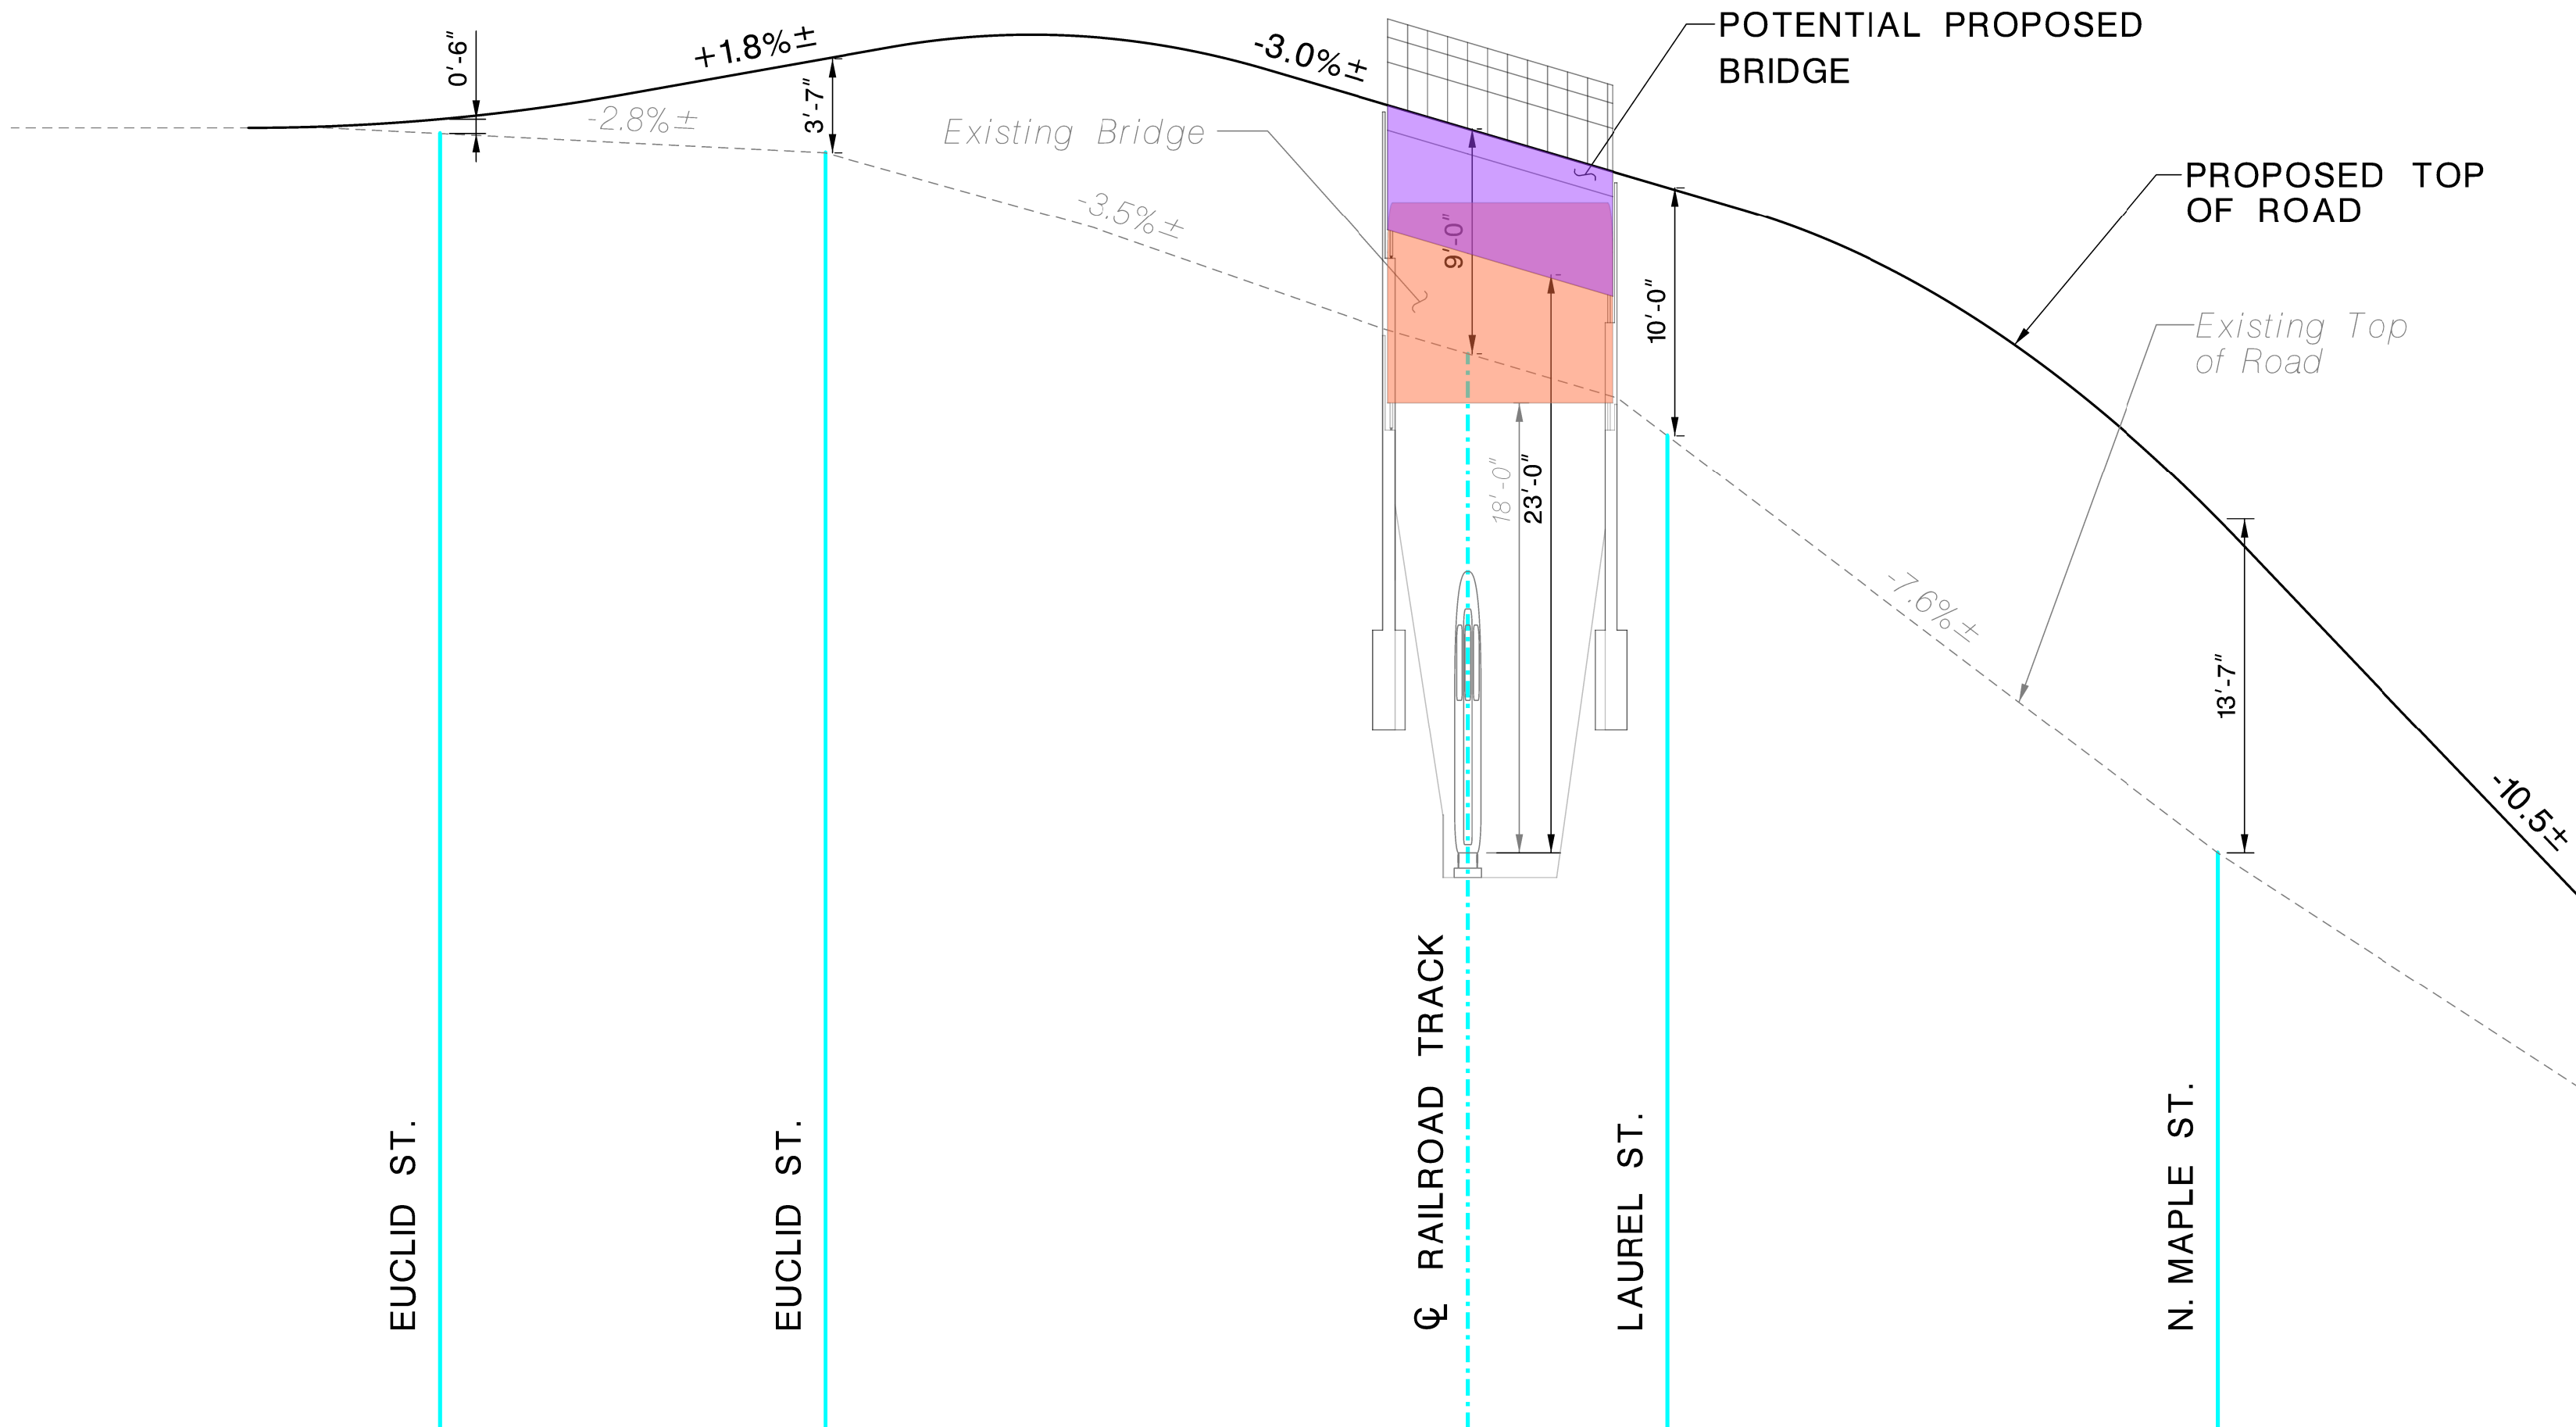 0'-6"
+1.8%±
3'-7"
-2.8%±
Existing Bridge
-3.5%±
-3.0%±
POTENTIAL PROPOSED
BRIDGE
9'-0"
10'-0"
PROPOSED TOP
OF ROAD
Existing Top
of Road
18'-0"
23'-0"
-7.6%±
13'-7"
-10.5±
EUCLID ST.
EUCLID ST.
℄ RAILROAD TRACK
LAUREL ST.
N. MAPLE ST.